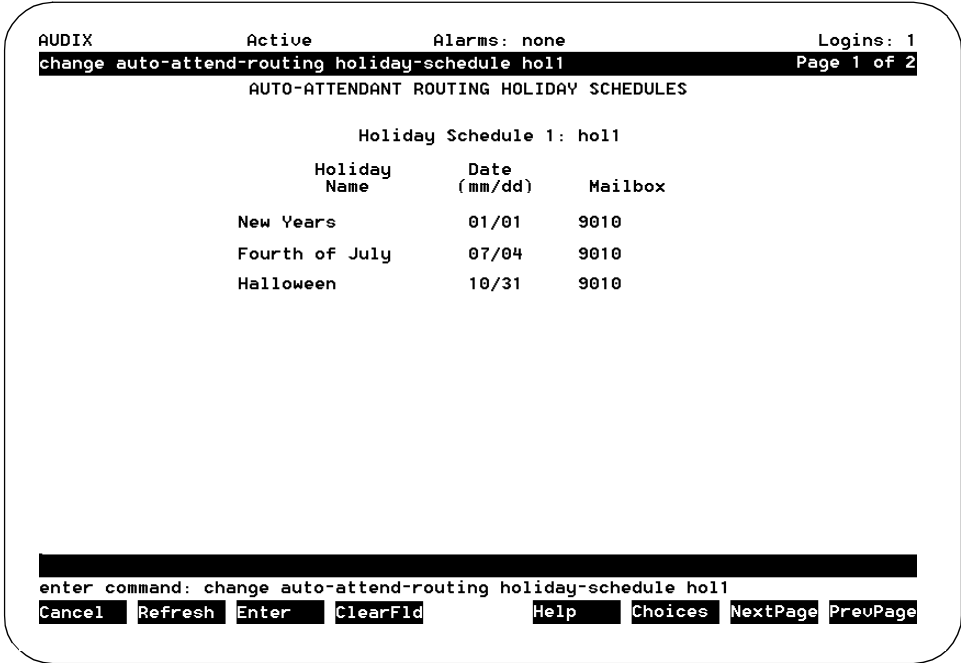 AUDIX Active Alarms: none Logins: 1
change auto-attend-routing holiday-schedule hol1 Page 1 of 2
AUTO-ATTENDANT ROUTING HOLIDAY SCHEDULES
Holiday Schedule 1: hol1
Holiday Date
Name (mm/dd) Mailbox
New Years 01/01 9010
Fourth of July 07/04 9010
Halloween 10/31 9010
enter command: change auto-attend-routing holiday-schedule hol1
Cancel Refresh Enter ClearFld Help Choices NextPage PrevPage